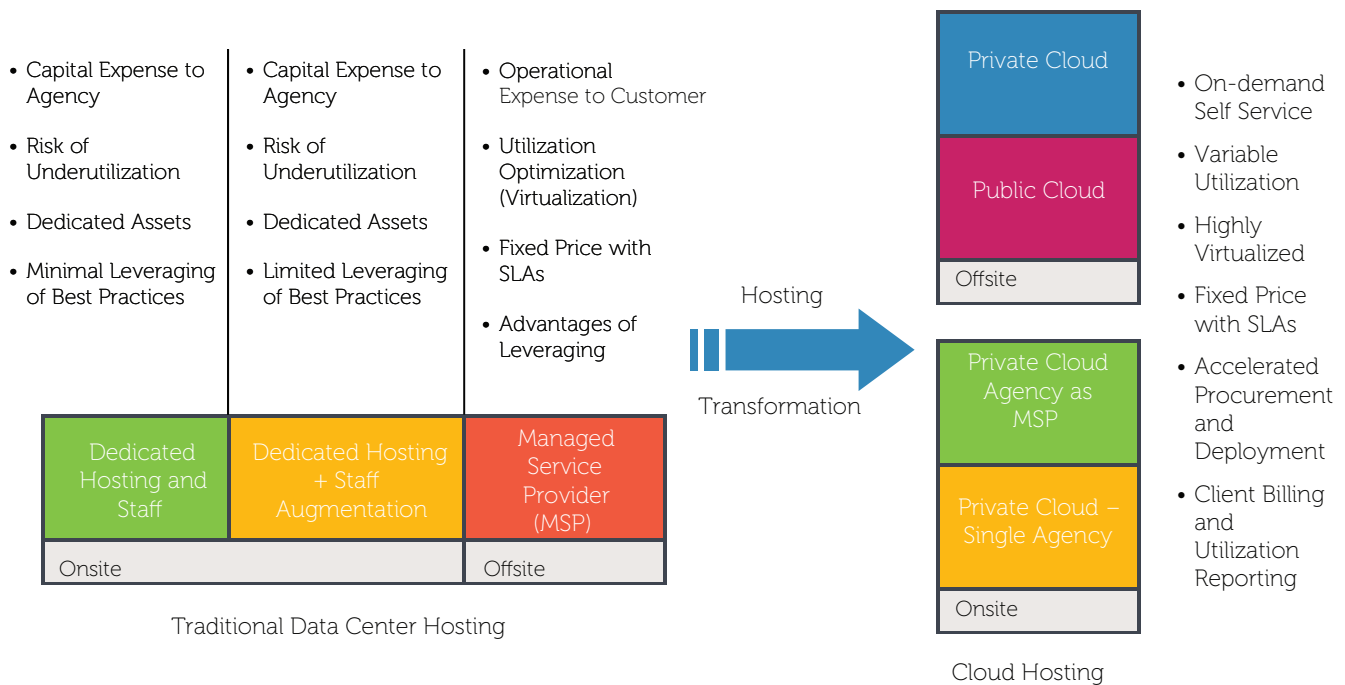 • Capital Expense to
Agency
• Risk of
Underutilization
• Dedicated Assets
• Minimal Leveraging
of Best Practices
• Capital Expense to
Agency
• Risk of
Underutilization
• Dedicated Assets
• Limited Leveraging
of Best Practices
• Operational
Expense to Customer
• Utilization
Optimization
(Virtualization)
• Fixed Price with
SLAs
• Advantages of
Leveraging
Dedicated
Hosting and
Staff
Dedicated Hosting
+ Staff
Augmentation
Managed
Service
Provider
(MSP)
Onsite
Offsite
Traditional Data Center Hosting
Hosting
Transformation
Private Cloud
Public Cloud
Offsite
Private Cloud
Agency as
MSP
Private Cloud –
Single Agency
Onsite
Cloud Hosting
• On-demand
Self Service
• Variable
Utilization
• Highly
Virtualized
• Fixed Price
with SLAs
• Accelerated
Procurement
and
Deployment
• Client Billing
and
Utilization
Reporting